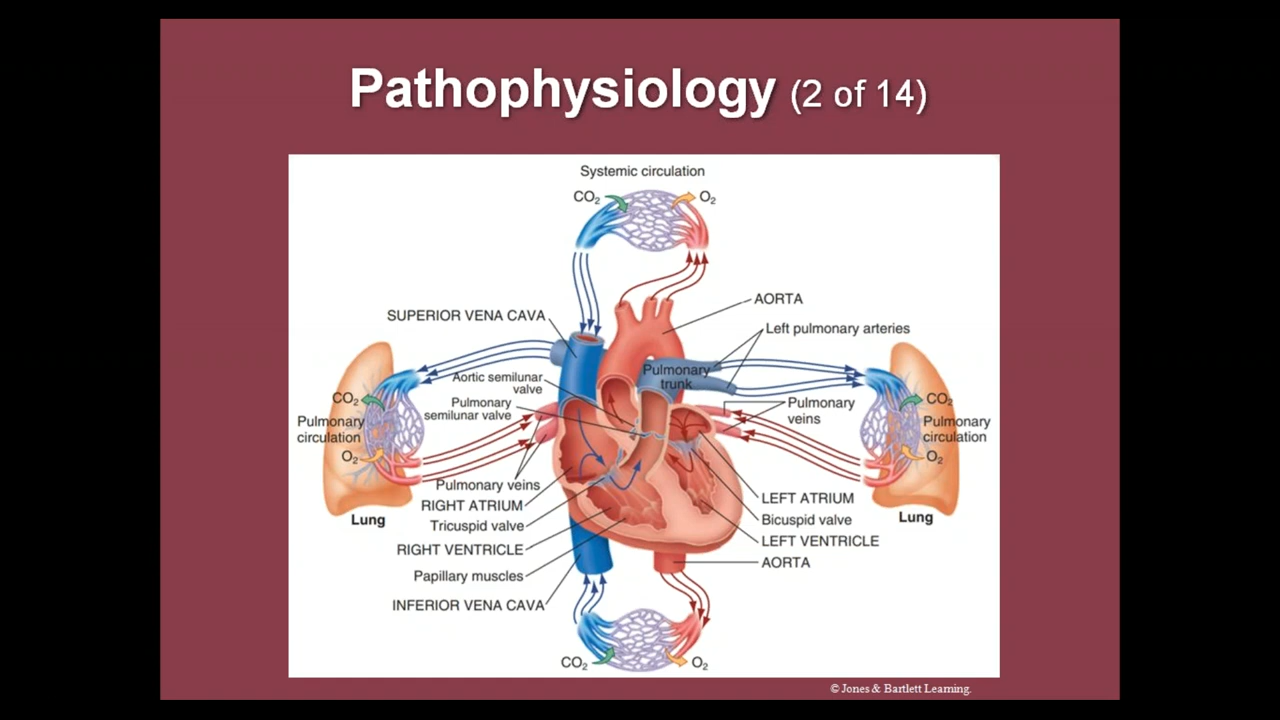 Pathophysiology (2 of 14)
Systemic circulation
CO₂
O₂
AORTA
SUPERIOR VENA CAVA
Left pulmonary arteries
Pulmonary
trunk
Aortic semilunar
valve
Pulmonary
semilunar valve
CO₂
Pulmonary
circulation
O₂
Lung
Pulmonary
veins
CO₂
Pulmonary
circulation
O₂
Lung
Pulmonary veins
RIGHT ATRIUM
Tricuspid valve
RIGHT VENTRICLE
Papillary muscles
INFERIOR VENA CAVA
LEFT ATRIUM
Bicuspid valve
LEFT VENTRICLE
AORTA
CO₂
O₂
© Jones & Bartlett Learning.